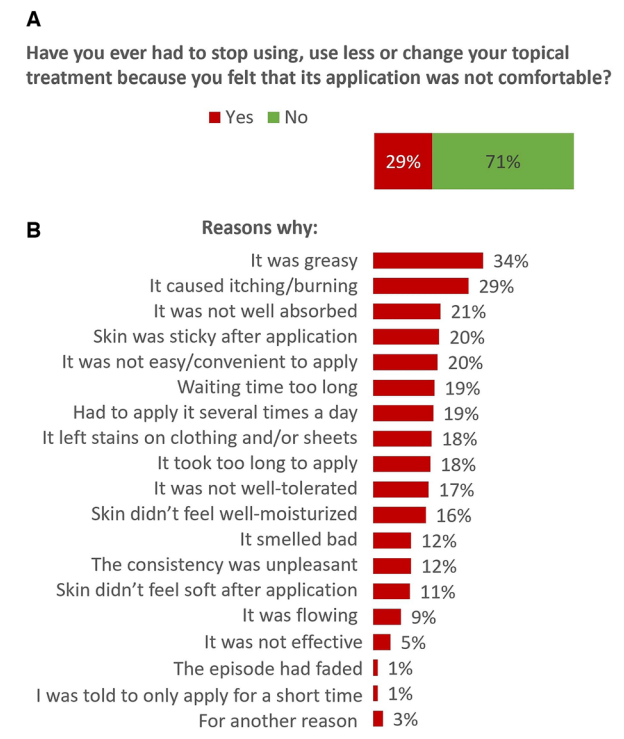 A
Have you ever had to stop using, use less or change your topical
treatment because you felt that its application was not comfortable?
Yes No
29% 71%
B
Reasons why:
It was greasy 34%
It caused itching/burning 29%
It was not well absorbed 21%
Skin was sticky after application 20%
It was not easy/convenient to apply 20%
Waiting time too long 19%
Had to apply it several times a day 19%
It left stains on clothing and/or sheets 18%
It took too long to apply 18%
It was not well-tolerated 17%
Skin didn’t feel well-moisturized 16%
It smelled bad 12%
The consistency was unpleasant 12%
Skin didn’t feel soft after application 11%
It was flowing 9%
It was not effective 5%
The episode had faded 1%
I was told to only apply for a short time 1%
For another reason 3%